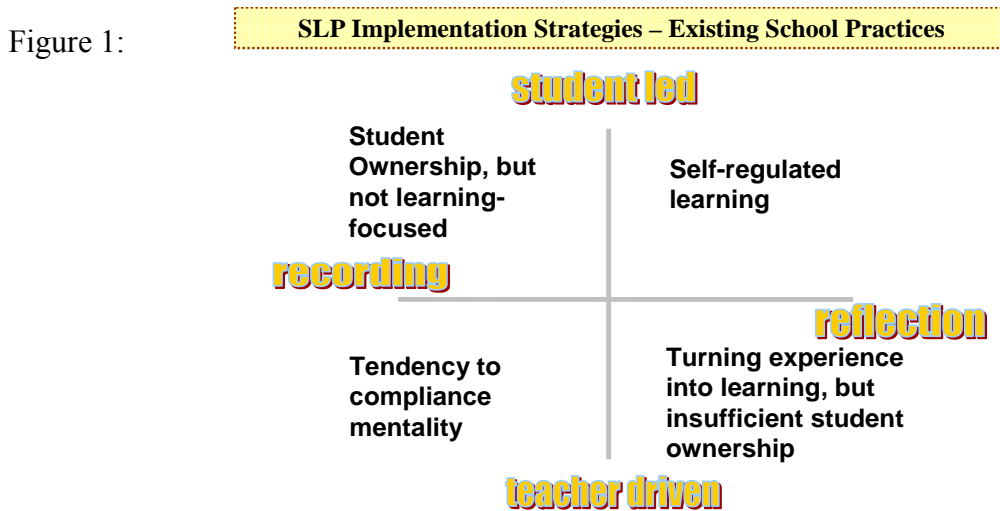 Figure 1:
SLP Implementation Strategies – Existing School Practices
student led
Student
Ownership, but
not learning-
focused
Self-regulated
learning
recording
reflection
Tendency to
compliance
mentality
Turning experience
into learning, but
insufficient student
ownership
teacher driven